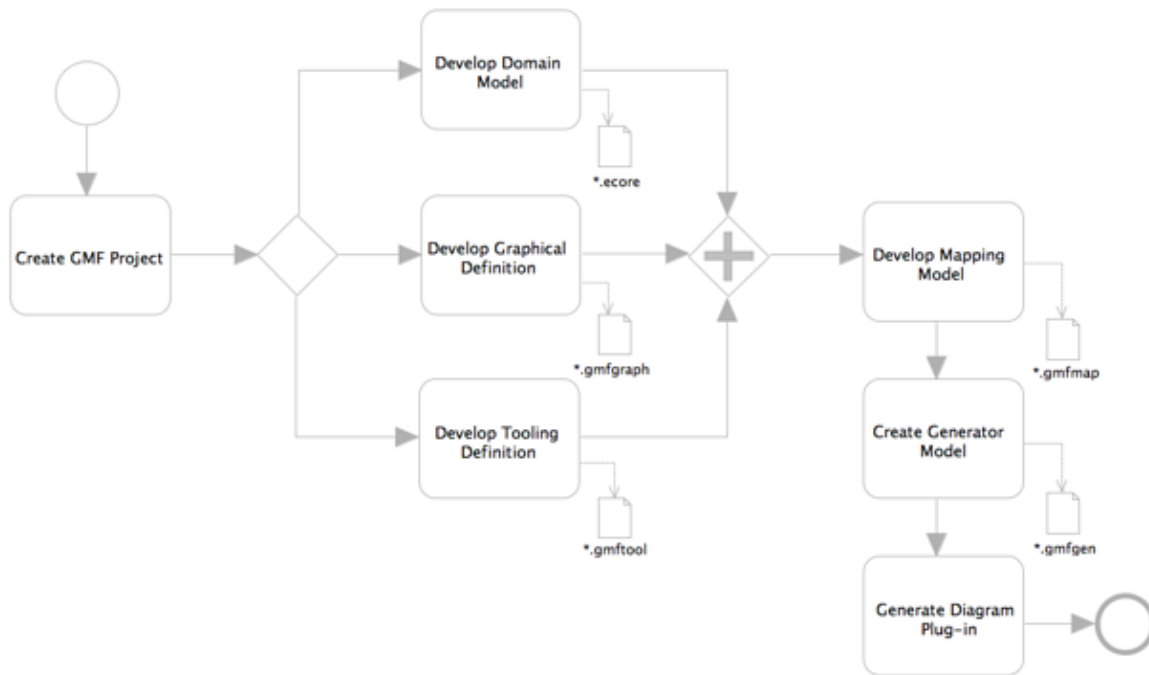 Create GMF Project
Develop Domain
Model
*.ecore
Develop Graphical
Definition
*.gmfgraph
Develop Tooling
Definition
*.gmftool
Develop Mapping
Model
*.gmfmap
Create Generator
Model
*.gmfgen
Generate Diagram
Plug-in